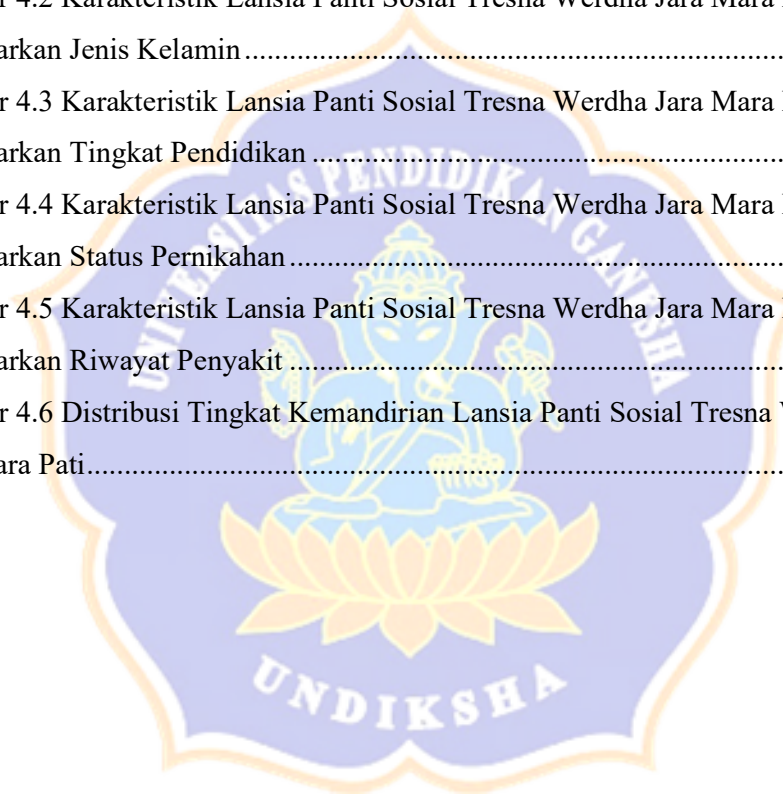 r 4.2 Karakteristik Lansia Panti Sosial Tresna Werdha Jara Mara
arkan Jenis Kelamin
r 4.3 Karakteristik Lansia Panti Sosial Tresna Werdha Jara Mara
arkan Tingkat Pendidikan
r 4.4 Karakteristik Lansia Panti Sosial Tresna Werdha Jara Mara
arkan Status Pernikahan
r 4.5 Karakteristik Lansia Panti Sosial Tresna Werdha Jara Mara
arkan Riwayat Penyakit
r 4.6 Distribusi Tingkat Kemandirian Lansia Panti Sosial Tresna
ara Pati
UNIVERSITAS PENDIDIKAN GANESHA
UNDIKSHA